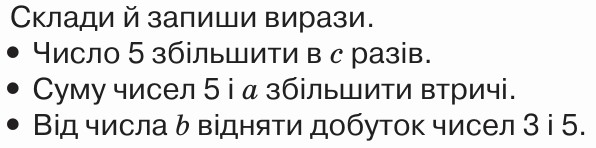 Склади й запиши вирази.
• Число 5 збільшити в c разів.
• Суму чисел 5 і a збільшити втричі.
• Від числа b відняти добуток чисел 3 і 5.